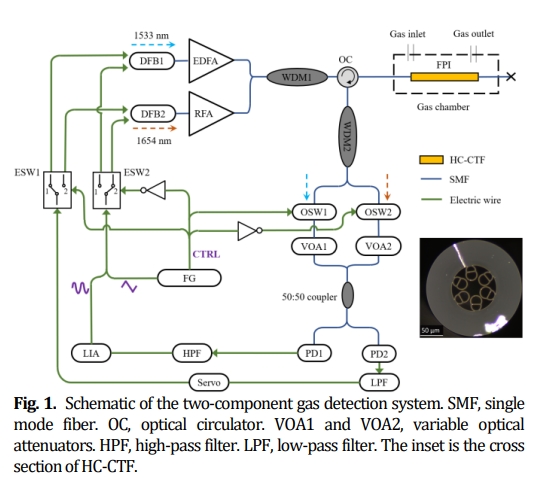 1533 nm
DFB1
EDFA
WDM1
OC
Gas inlet
Gas outlet
FPI
Gas chamber
DFB2
RFA
1654 nm
WDM2
ESW1
ESW2
1
2
1
2
HC-CTF
SMF
Electric wire
OSW1
OSW2
CTRL
VOA1
VOA2
FG
50:50 coupler
50 μm
LIA
HPF
PD1
PD2
Servo
LPF
Fig. 1. Schematic of the two-component gas detection system. SMF, single
mode fiber. OC, optical circulator. VOA1 and VOA2, variable optical
attenuators. HPF, high-pass filter. LPF, low-pass filter. The inset is the cross
section of HC-CTF.